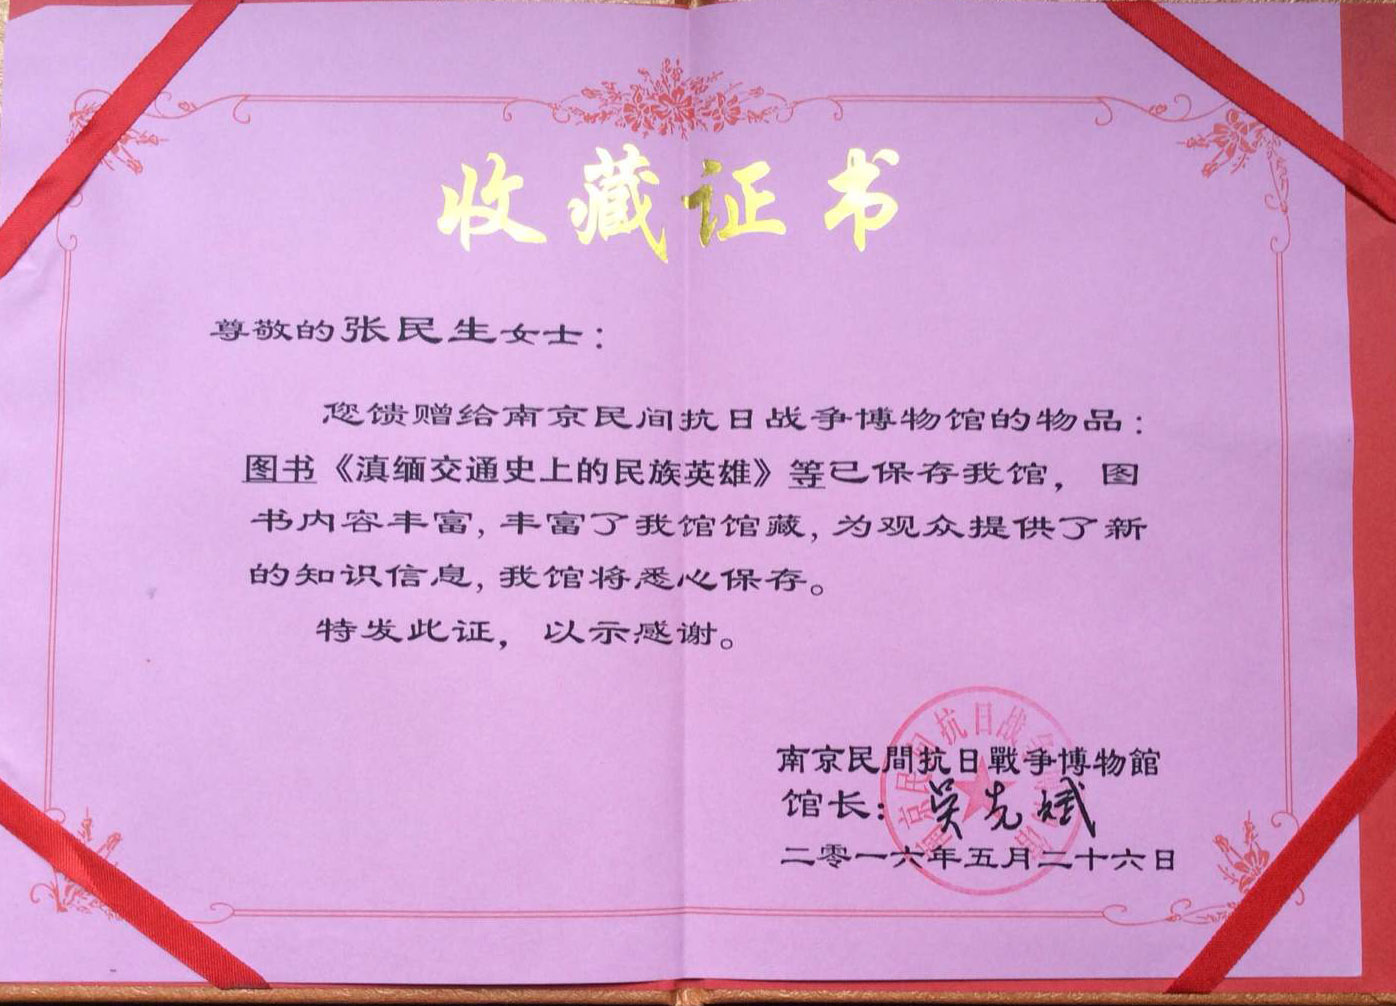 收藏证书
尊敬的张民生女士：
您馈赠给南京民间抗日战争博物馆的物品：
图书《滇缅交通史上的民族英雄》等已保存我馆，图
书内容丰富，丰富了我馆馆藏，为观众提供了新
的知识信息，我馆将悉心保存。
特发此证，以示感谢。
南京民間抗日戰争博物館
馆长：吴先斌
二零一六年五月二十六日